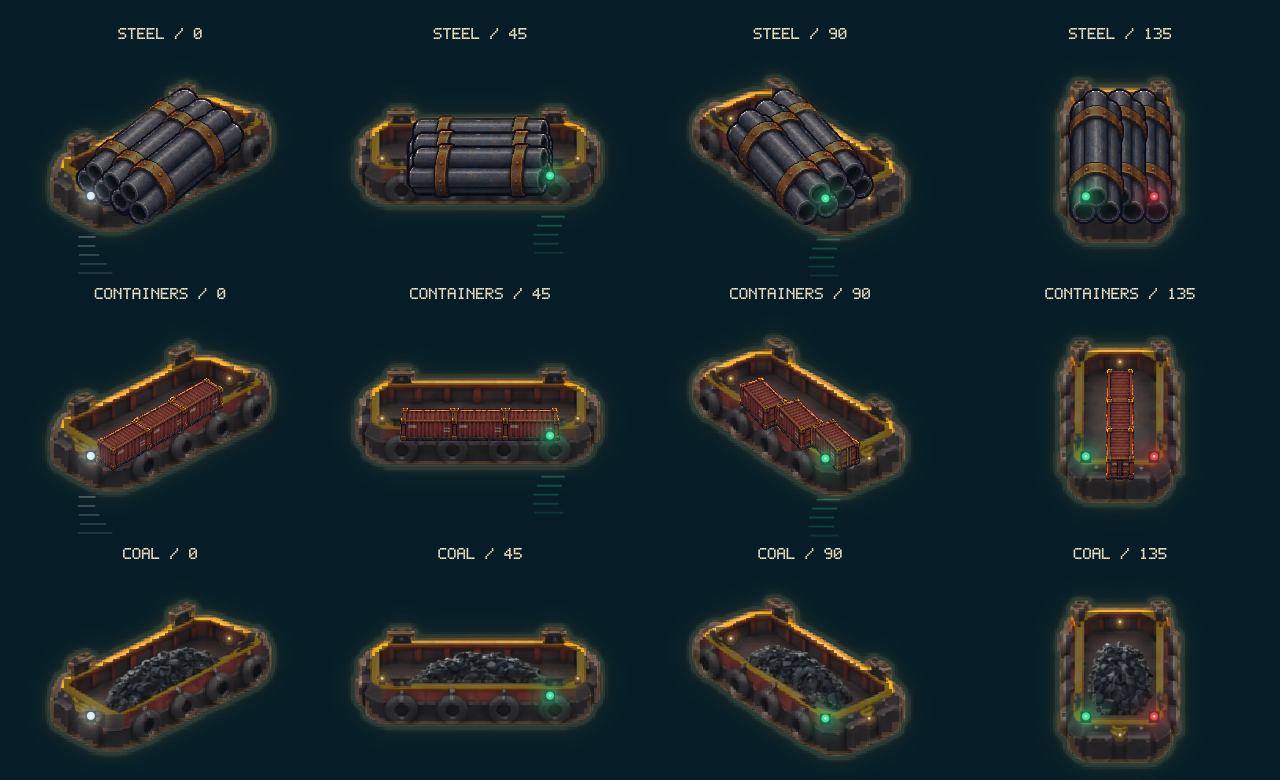 STEEL / 0
STEEL / 45
STEEL / 90
STEEL / 135
CONTAINERS / 0
CONTAINERS / 45
CONTAINERS / 90
CONTAINERS / 135
COAL / 0
COAL / 45
COAL / 90
COAL / 135